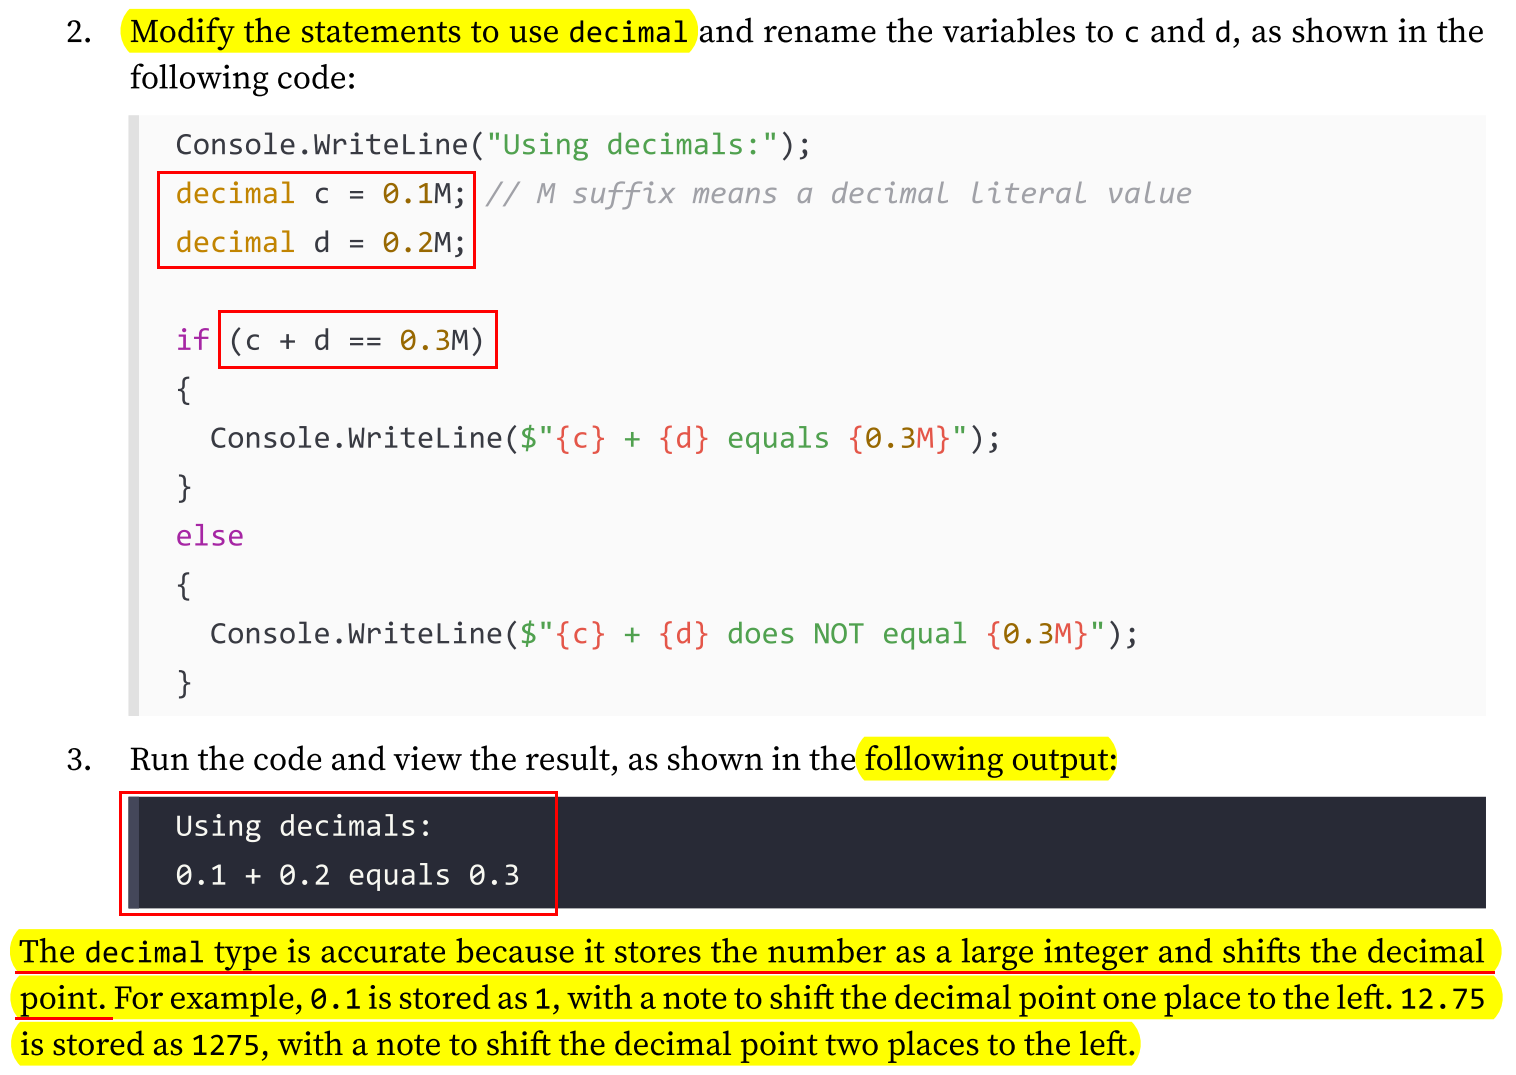 2. Modify the statements to use decimal and rename the variables to c and d, as shown in the
following code:
Console.WriteLine("Using decimals:");
decimal c = 0.1M; // M suffix means a decimal literal value
decimal d = 0.2M;
if (c + d == 0.3M)
{
Console.WriteLine($"{c} + {d} equals {0.3M}");
}
else
{
Console.WriteLine($"{c} + {d} does NOT equal {0.3M}");
}
3. Run the code and view the result, as shown in the following output:
Using decimals:
0.1 + 0.2 equals 0.3
The decimal type is accurate because it stores the number as a large integer and shifts the decimal
point. For example, 0.1 is stored as 1, with a note to shift the decimal point one place to the left. 12.75
is stored as 1275, with a note to shift the decimal point two places to the left.